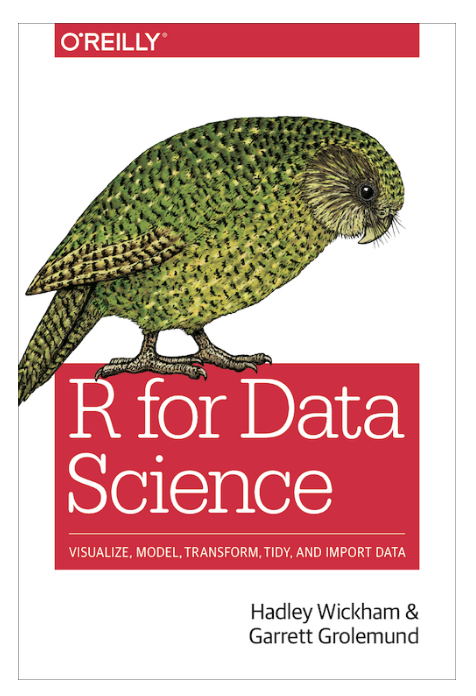 O'REILLY®
R for Data
Science
VISUALIZE, MODEL, TRANSFORM, TIDY, AND IMPORT DATA
Hadley Wickham &
Garrett Grolemund